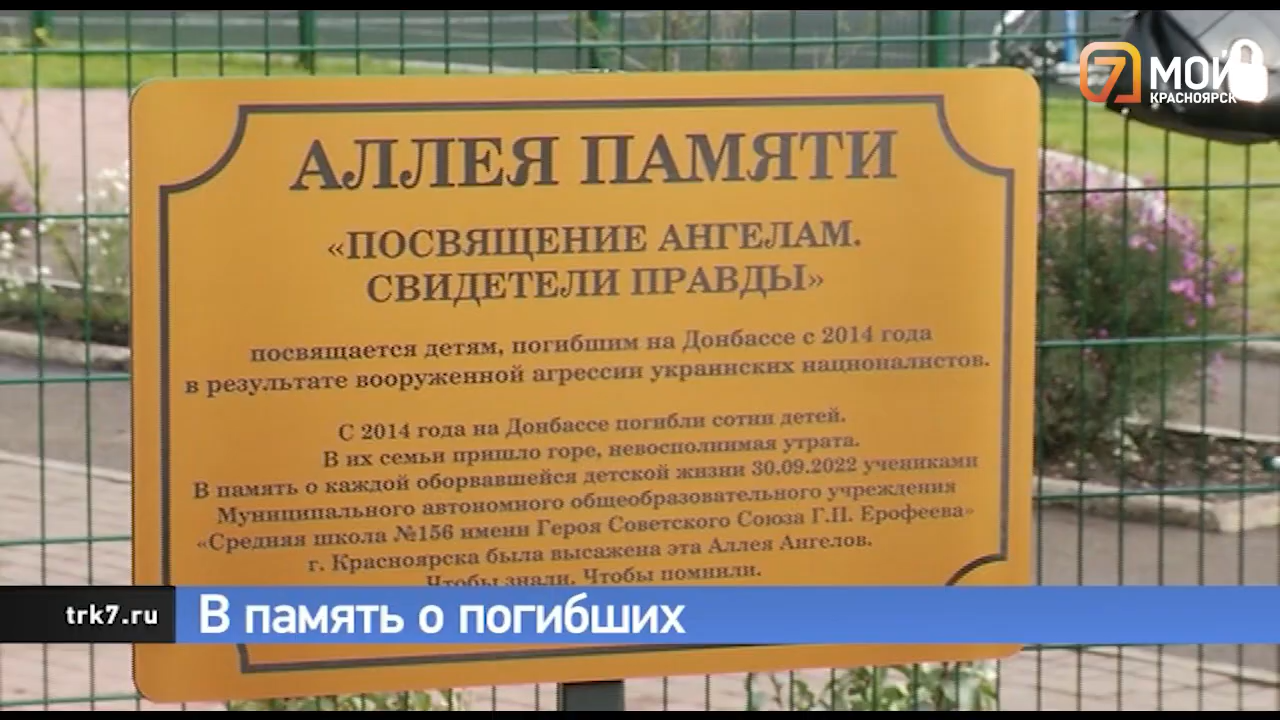 7 МОЙ
КРАСНОЯРСК
АЛЛЕЯ ПАМЯТИ
«ПОСВЯЩЕНИЕ АНГЕЛАМ.
СВИДЕТЕЛИ ПРАВДЫ»
посвящается детям, погибшим на Донбассе с 2014 года
в результате вооруженной агрессии украинских националистов.
С 2014 года на Донбассе погибли сотни детей.
В их семьи пришло горе, невосполнимая утрата.
В память о каждой оборвавшейся детской жизни 30.09.2022 учениками
Муниципального автономного общеобразовательного учреждения
«Средняя школа №156 имени Героя Советского Союза Г.П. Ерофеева»
г. Красноярска была высажена эта Аллея Ангелов.
Чтобы знали. Чтобы помнили.
trk7.ru
В память о погибших